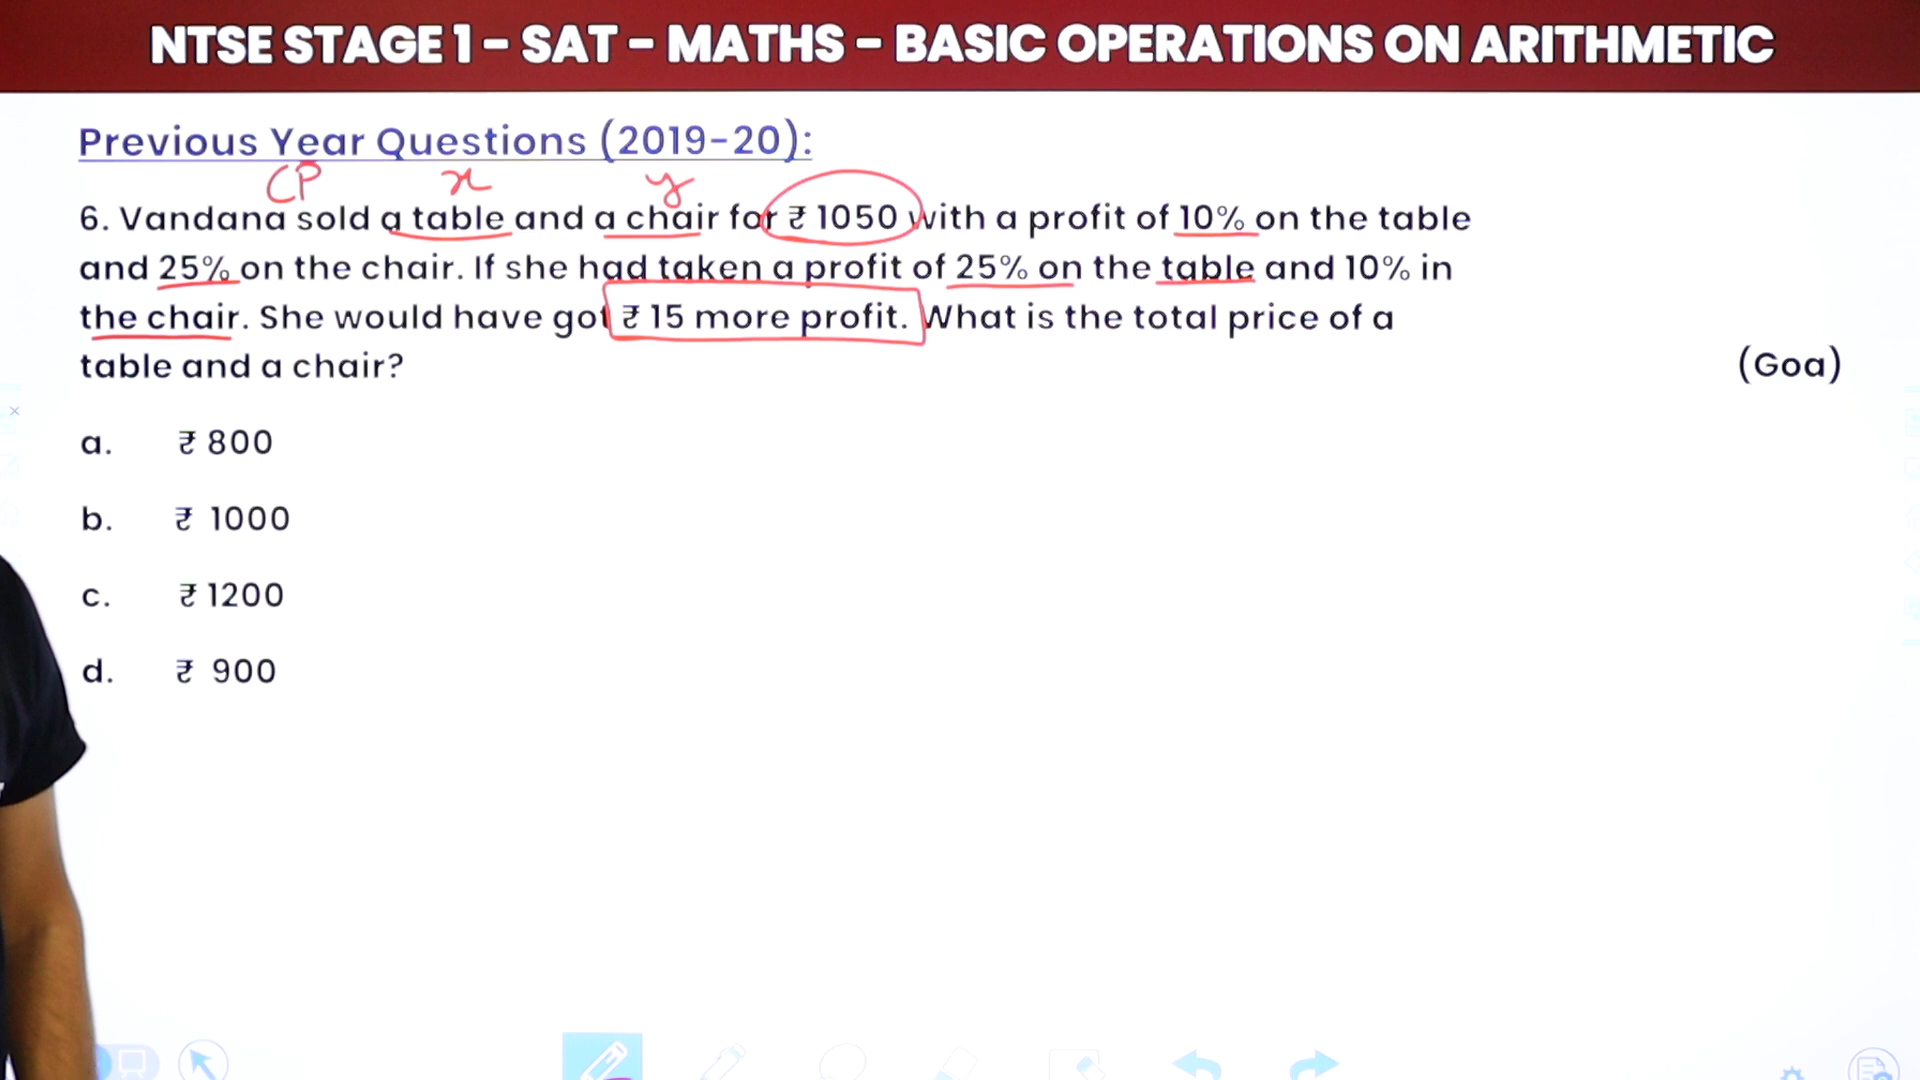 NTSE STAGE 1 – SAT – MATHS – BASIC OPERATIONS ON ARITHMETIC
Previous Year Questions (2019-20):
CP x y
6. Vandana sold a table and a chair for ₹ 1050 with a profit of 10% on the table
and 25% on the chair. If she had taken a profit of 25% on the table and 10% in
the chair. She would have got ₹ 15 more profit. What is the total price of a
table and a chair? (Goa)
a. ₹ 800
b. ₹ 1000
c. ₹ 1200
d. ₹ 900